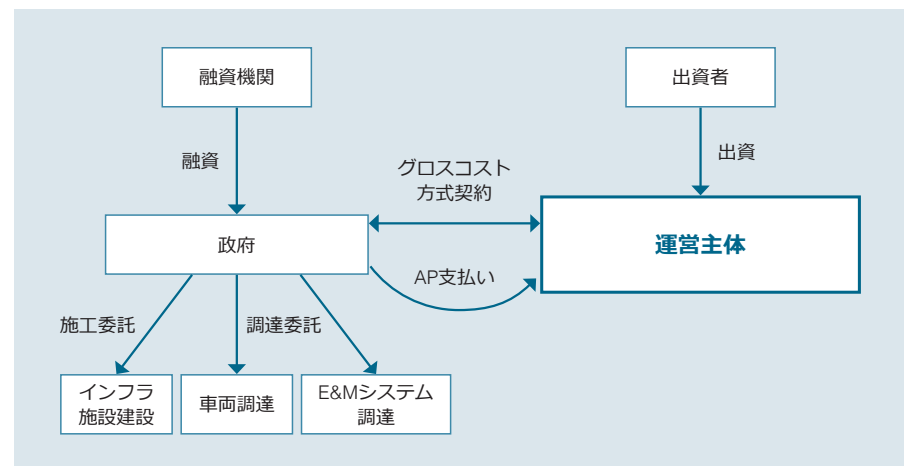 融資機関
出資者
融資
出資
グロスコスト
方式契約
政府
運営主体
AP支払い
施工委託
調達委託
インフラ
施設建設
車両調達
E&Mシステム
調達